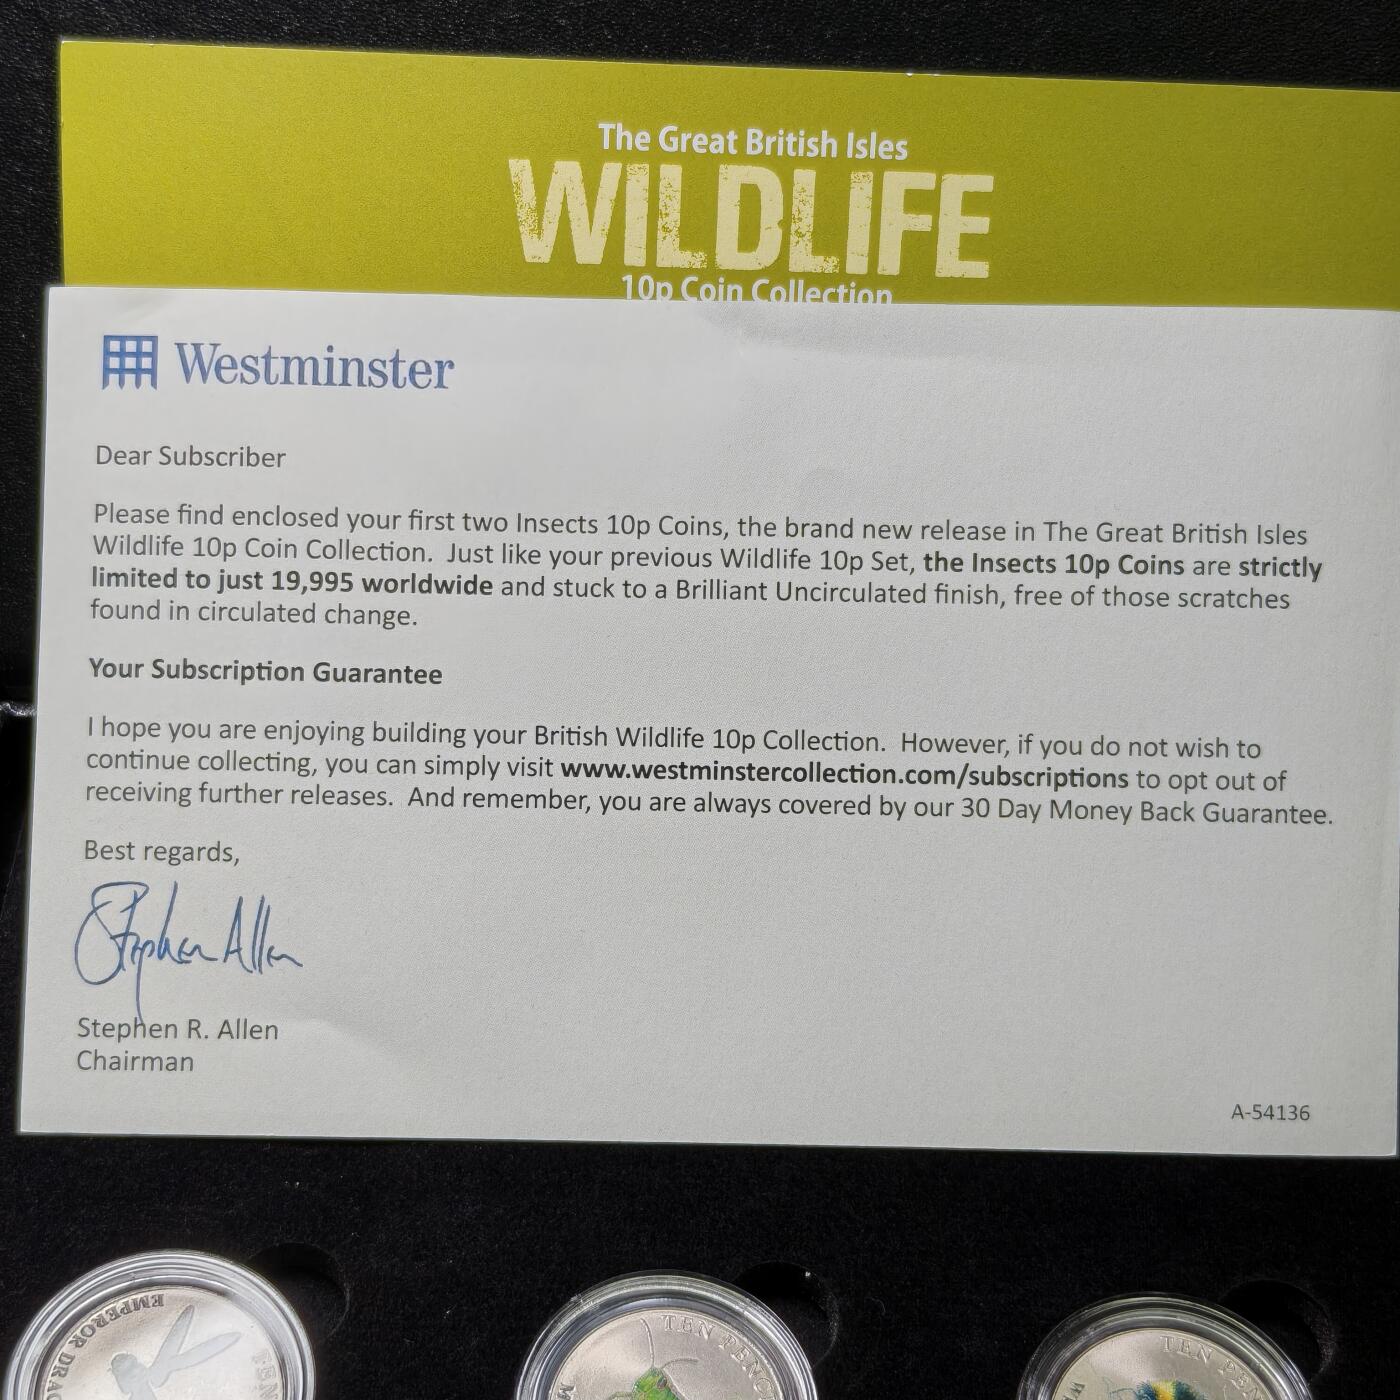 The Great British Isles
WILDLIFE
10p Coin Collection
Westminster
Dear Subscriber
Please find enclosed your first two Insects 10p Coins, the brand new release in The Great British Isles
Wildlife 10p Coin Collection. Just like your previous Wildlife 10p Set, the Insects 10p Coins are strictly
limited to just 19,995 worldwide and stuck to a Brilliant Uncirculated finish, free of those scratches
found in circulated change.
Your Subscription Guarantee
I hope you are enjoying building your British Wildlife 10p Collection. However, if you do not wish to
continue collecting, you can simply visit www.westminstercollection.com/subscriptions to opt out of
receiving further releases. And remember, you are always covered by our 30 Day Money Back Guarantee.
Best regards,
Stephen Allen
Stephen R. Allen
Chairman
A-54136
EMPEROR
TEN PENC
TEN PE